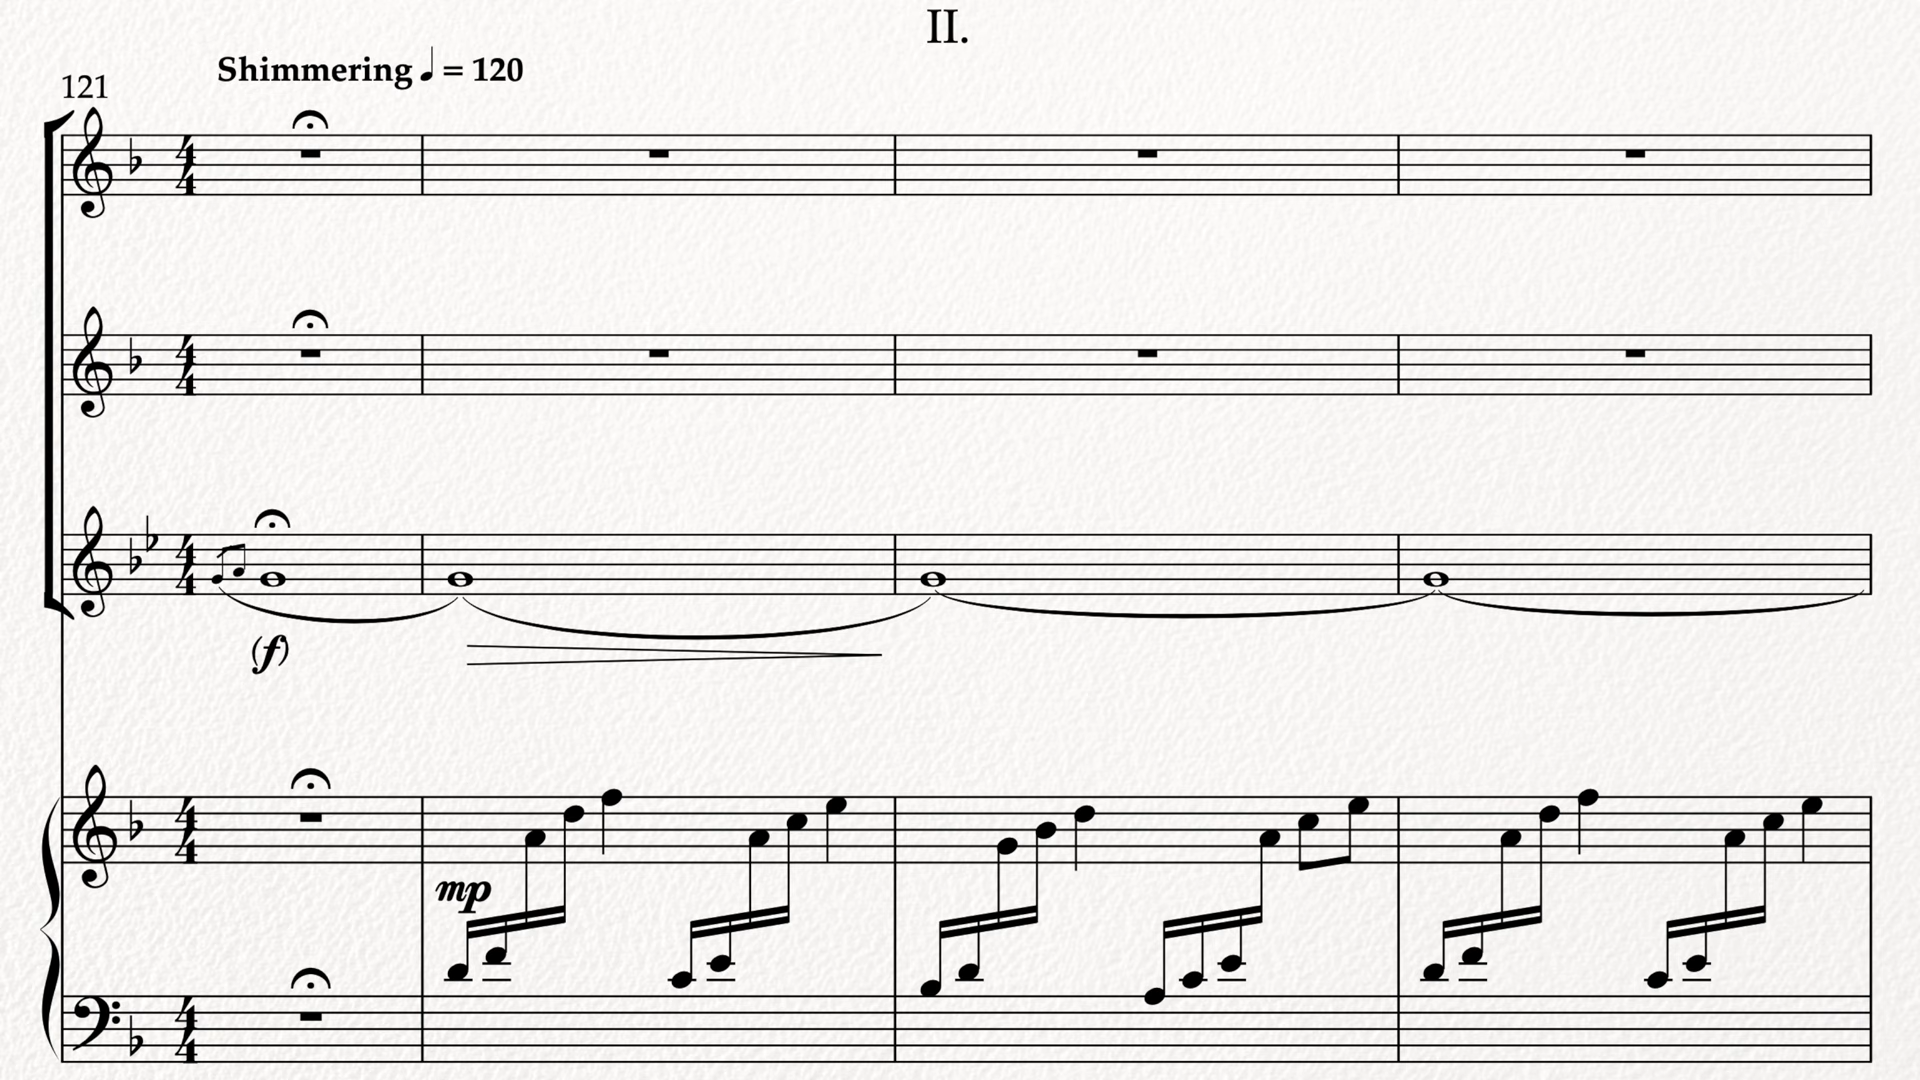 II.
Shimmering ♩ = 120
121
(f)
mp